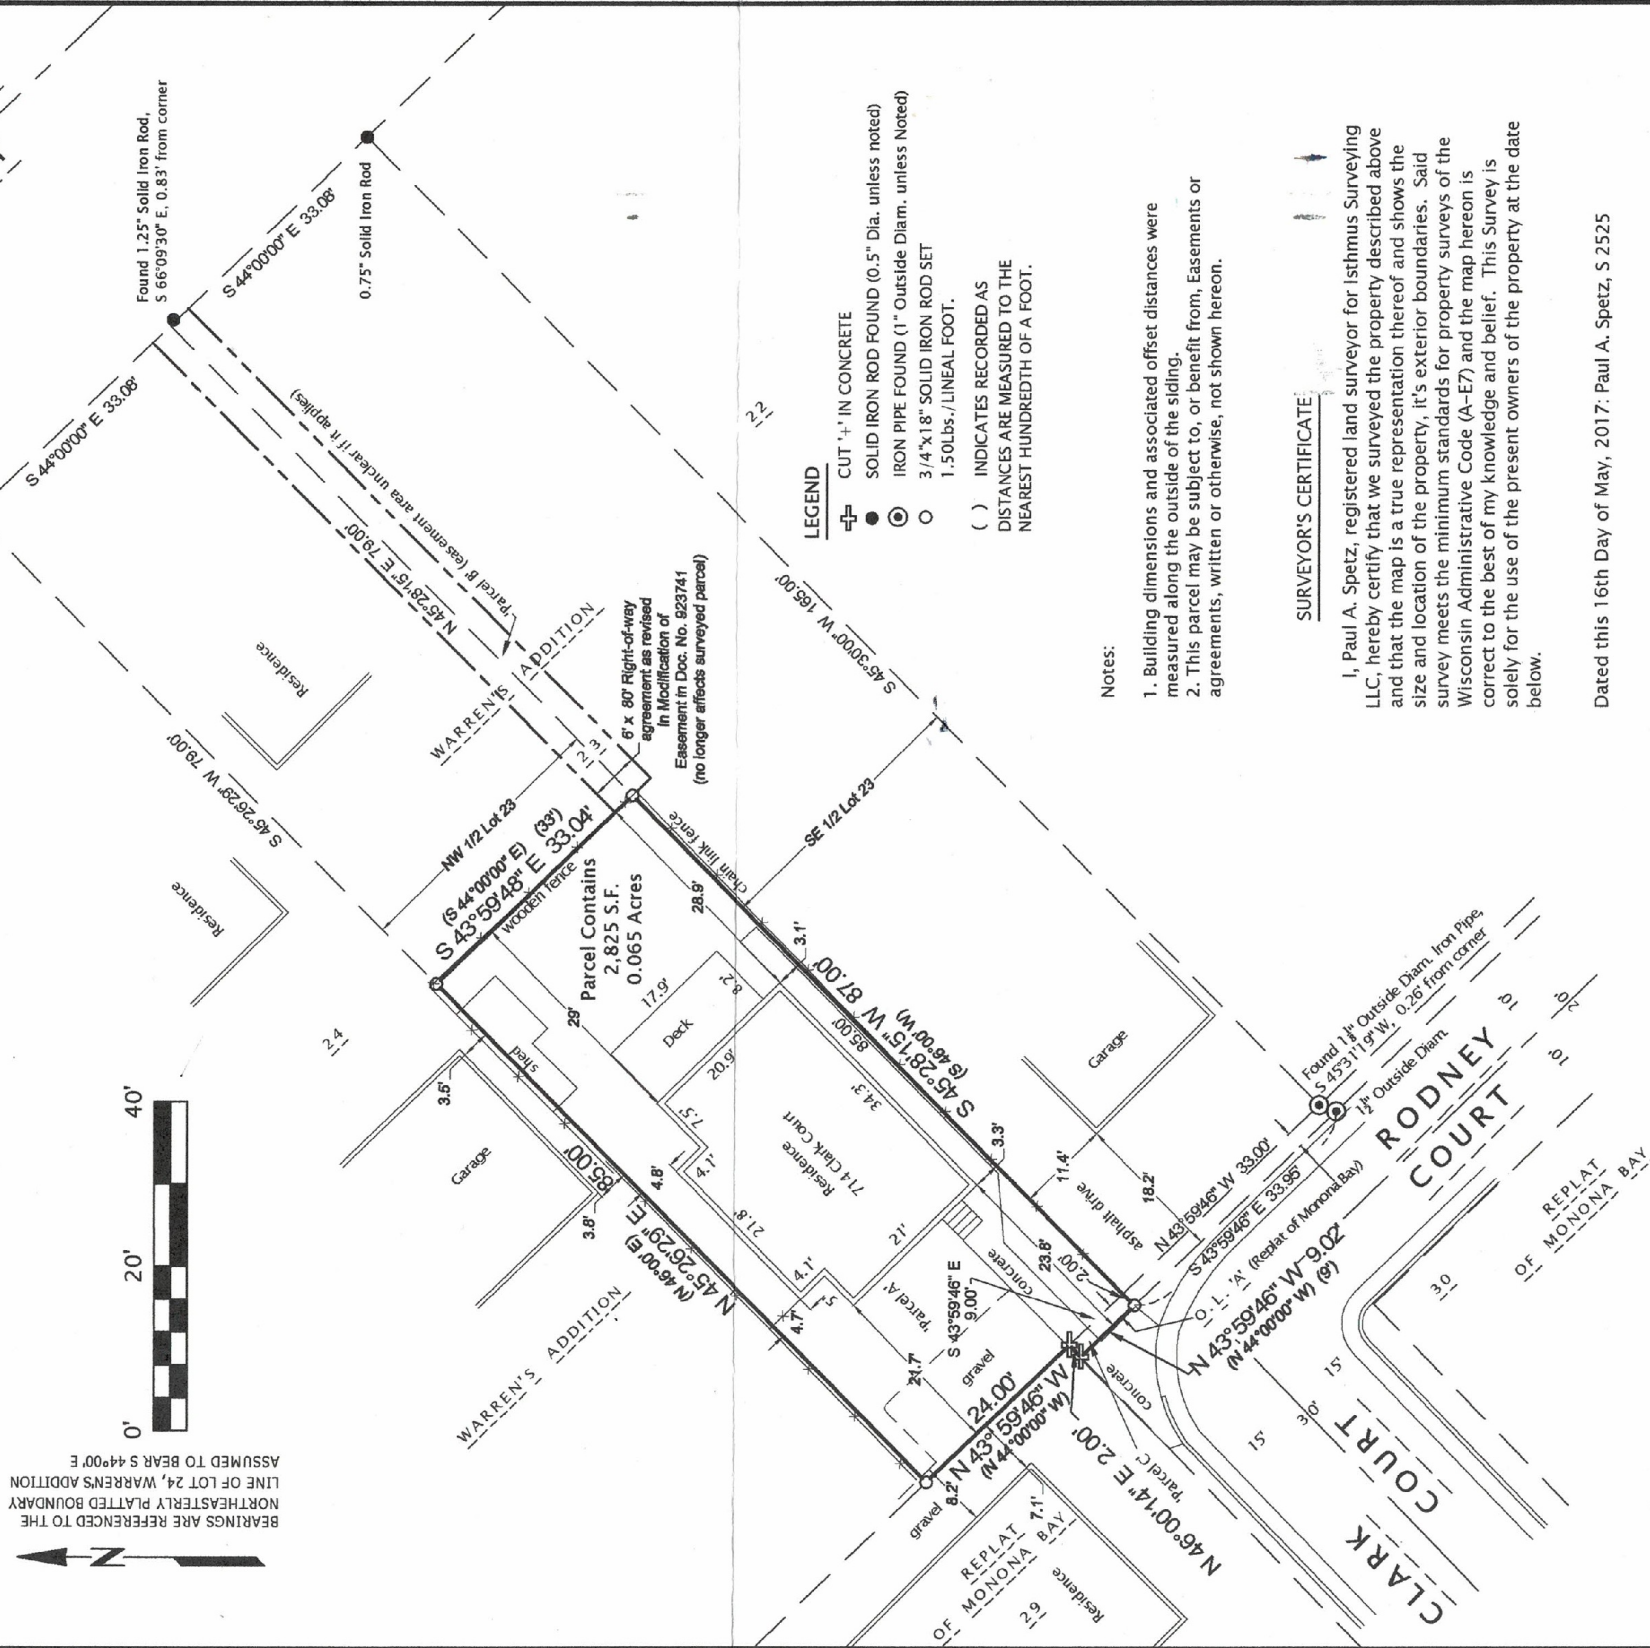 BEARINGS ARE REFERENCED TO THE
NORTHEASTERLY PLATTED BOUNDARY
LINE OF LOT 24, WARREN'S ADDITION
ASSUMED TO BEAR S 44°00' E
N
0' 20' 40'
Found 1.25" Solid Iron Rod,
S 66°09'30" E, 0.83' from corner
S 44°00'00" E 33.08'
0.75" Solid Iron Rod
S 44°00'00" E 33.08'
'Parcel B' (easement area unclear if it applies)
N 45°28'15" E 79.00'
S 45°26'29" W 79.00'
Residence
Residence
WARREN'S ADDITION
22
S 45°30'00" W 165.00'
6' x 80' Right-of-way
agreement as revised
in Modification of
Easement in Doc. No. 923741
(no longer affects surveyed parcel)
NW 1/2 Lot 23
SE 1/2 Lot 23
(S 44°00'00" E) (33')
S 43°59'48" E 33.04'
wooden fence
chain link fence
Parcel Contains
2,825 S.F.
0.065 Acres
28.9'
29'
17.9'
8.2'
Deck
20.9'
7.5'
4.1'
21.8'
4.1'
5'
21'
34.3'
3.1'
3.3'
Residence
714 Clark Court
shed
3.5'
24
Garage
3.8'
4.8'
4.7'
85.00'
N 45°26'29" E
(N 46°00' E)
S 45°28'15" W 87.00'
(S 46°00' W)
85.00'
2.00'
WARREN'S ADDITION
Garage
11.4'
18.2'
asphalt drive
23.8'
concrete
'Parcel A'
S 43°59'46" E
9.00'
21.7'
gravel
24.00'
N 43°59'46" W
(N 44°00'00" W)
8.2'
gravel
7.1'
concrete
'Parcel C'
N 46°00'14" E 2.00'
N 43°59'46" W 9.02'
(N 44°00'00" W) (9')
O. L. 'A' (Replat of Monona Bay)
S 43°59'46" E 33.95'
N 43°59'46" W 33.00'
Found 1¼" Outside Diam. Iron Pipe,
S 45°31'19" W, 0.26' from corner
1½" Outside Diam.
RODNEY
COURT
10'
20'
10'
REPLAT
OF MONONA BAY
30
15'
30'
15'
CLARK COURT
REPLAT
OF MONONA BAY
29
Residence
LEGEND
CUT '+' IN CONCRETE
SOLID IRON ROD FOUND (0.5" Dia. unless noted)
IRON PIPE FOUND (1" Outside Diam. unless Noted)
3/4"x18" SOLID IRON ROD SET
1.50Lbs./LINEAL FOOT.
( ) INDICATES RECORDED AS
DISTANCES ARE MEASURED TO THE
NEAREST HUNDREDTH OF A FOOT.
Notes:
1. Building dimensions and associated offset distances were
measured along the outside of the siding.
2. This parcel may be subject to, or benefit from, Easements or
agreements, written or otherwise, not shown hereon.
SURVEYOR'S CERTIFICATE:
I, Paul A. Spetz, registered land surveyor for Isthmus Surveying
LLC, hereby certify that we surveyed the property described above
and that the map is a true representation thereof and shows the
size and location of the property, it's exterior boundaries. Said
survey meets the minimum standards for property surveys of the
Wisconsin Administrative Code (A-E7) and the map hereon is
correct to the best of my knowledge and belief. This Survey is
solely for the use of the present owners of the property at the date
below.
Dated this 16th Day of May, 2017: Paul A. Spetz, S 2525